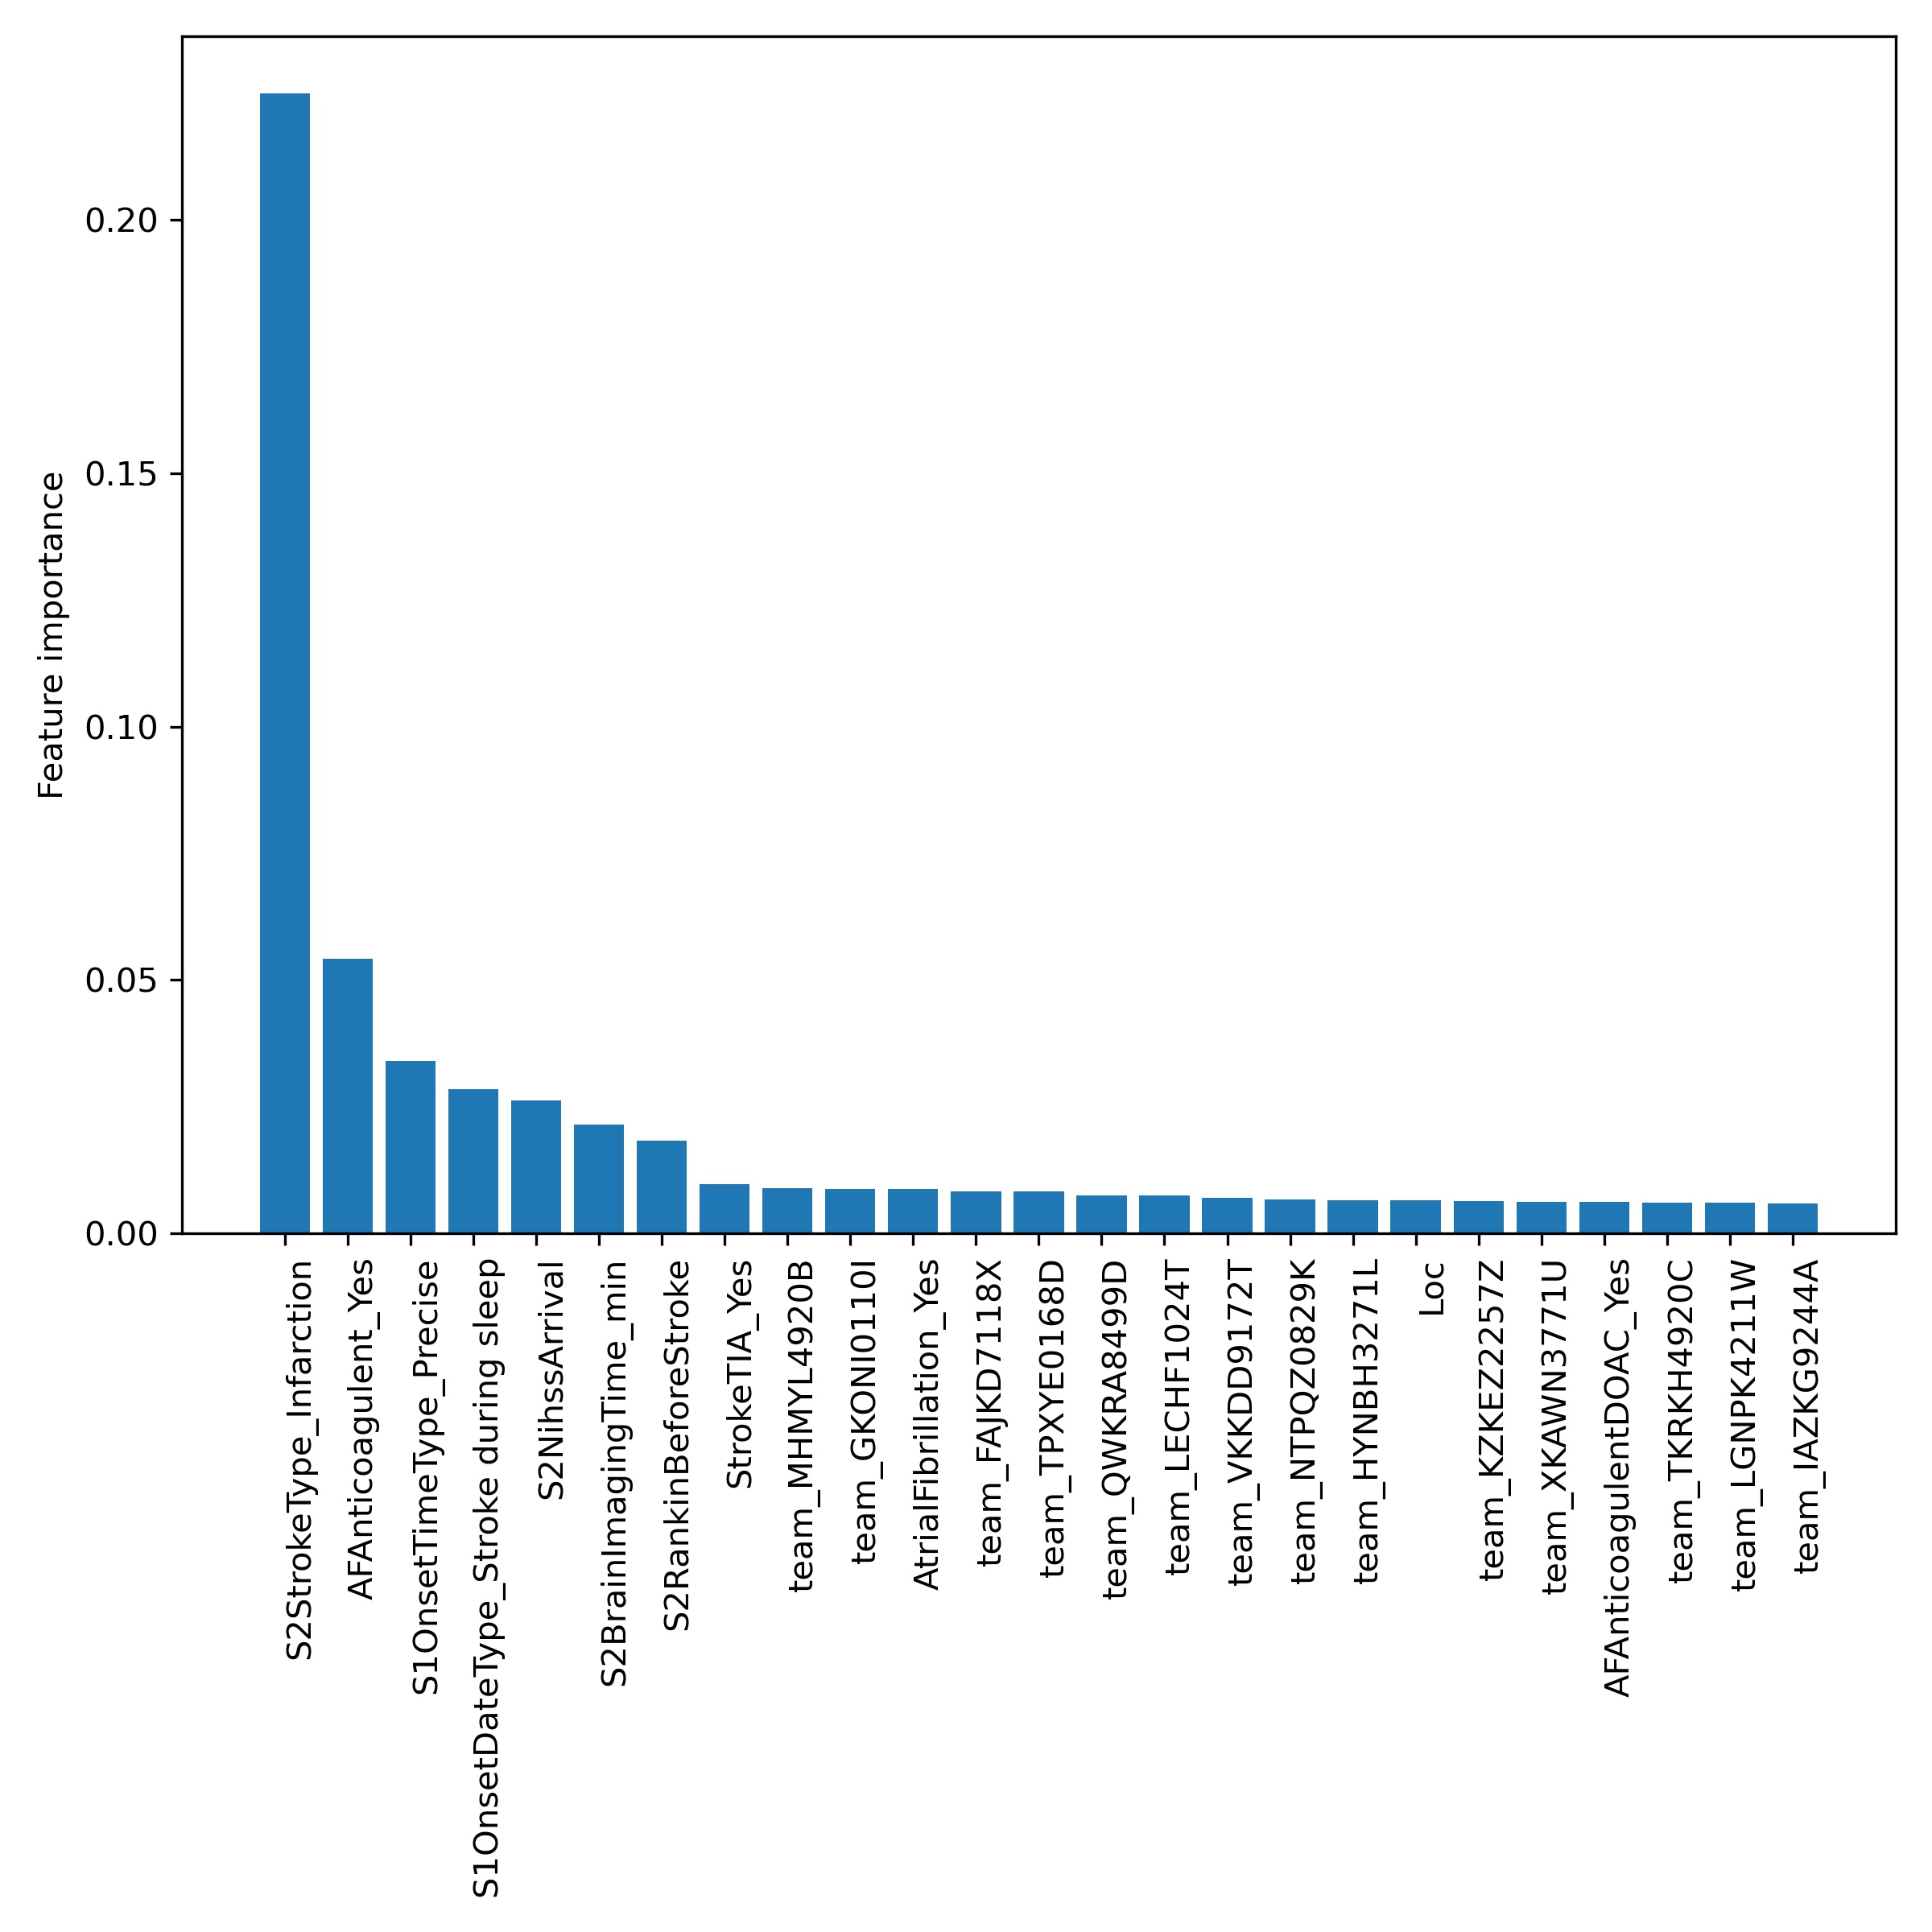 Feature importance
0.20
0.15
0.10
0.05
0.00
S2StrokeType_Infarction
AFAnticoagulent_Yes
S1OnsetTimeType_Precise
S1OnsetDateType_Stroke during sleep
S2NihssArrival
S2BrainImagingTime_min
S2RankinBeforeStroke
StrokeTIA_Yes
team_MHMYL4920B
team_GKONI0110I
AtrialFibrillation_Yes
team_FAJKD7118X
team_TPXYE0168D
team_QWKRA8499D
team_LECHF1024T
team_VKKDD9172T
team_NTPQZ0829K
team_HYNBH3271L
Loc
team_KZKEZ2257Z
team_XKAWN3771U
AFAnticoagulentDOAC_Yes
team_TKRKH4920C
team_LGNPK4211W
team_IAZKG9244A